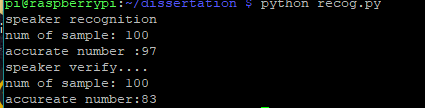 pi@raspberrypi:~/dissertation $ python recog.py
speaker recognition
num of sample: 100
accurate number :97
speaker verify....
num of sample: 100
accureate number:83